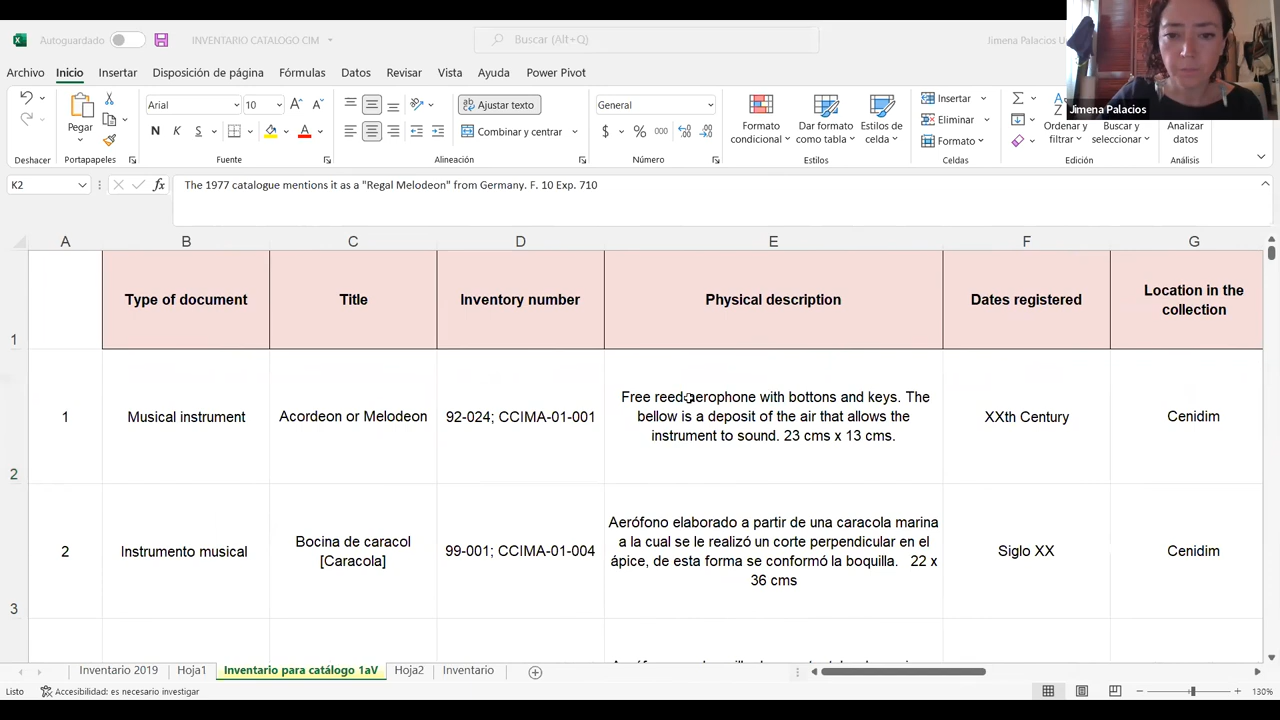 Autoguardado
INVENTARIO CATALOGO CIM
Buscar (Alt+Q)
Jimena Palacios U
Archivo Inicio Insertar Disposición de página Fórmulas Datos Revisar Vista Ayuda Power Pivot
Jimena Palacios
Pegar
Arial 10
N K S
Ajustar texto
Combinar y centrar
General
$ % 000
Formato condicional
Dar formato como tabla
Estilos de celda
Insertar
Eliminar
Formato
Ordenar y filtrar
Buscar y seleccionar
Analizar datos
Deshacer Portapapeles Fuente Alineación Número Estilos Celdas Edición Análisis
K2 fx The 1977 catalogue mentions it as a "Regal Melodeon" from Germany. F. 10 Exp. 710
A B C D E F G
1 Type of document Title Inventory number Physical description Dates registered Location in the collection
2 1 Musical instrument Acordeon or Melodeon 92-024; CCIMA-01-001
Free reed aerophone with bottons and keys. The
bellow is a deposit of the air that allows the
instrument to sound. 23 cms x 13 cms.
XXth Century Cenidim
3 2 Instrumento musical
Bocina de caracol
[Caracola]
99-001; CCIMA-01-004
Aerófono elaborado a partir de una caracola marina
a la cual se le realizó un corte perpendicular en el
ápice, de esta forma se conformó la boquilla. 22 x
36 cms
Siglo XX Cenidim
Inventario 2019 Hoja1 Inventario para catálogo 1aV Hoja2 Inventario
Listo Accesibilidad: es necesario investigar 130%